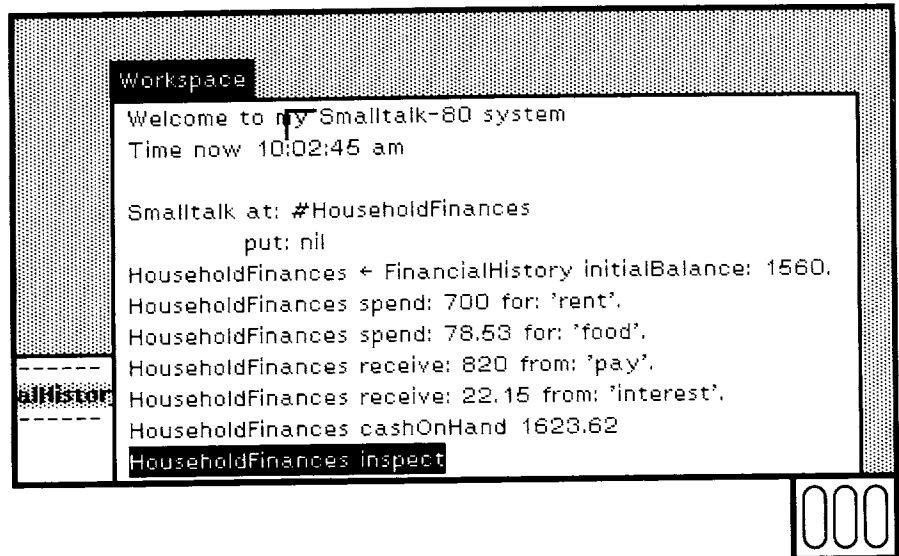 Workspace
Welcome to my Smalltalk-80 system
Time now 10:02:45 am
Smalltalk at: #HouseholdFinances
put: nil
HouseholdFinances ← FinancialHistory initialBalance: 1560.
HouseholdFinances spend: 700 for: 'rent'.
HouseholdFinances spend: 78.53 for: 'food'.
HouseholdFinances receive: 820 from: 'pay'.
alHistory
HouseholdFinances receive: 22.15 from: 'interest'.
HouseholdFinances cashOnHand 1623.62
HouseholdFinances inspect